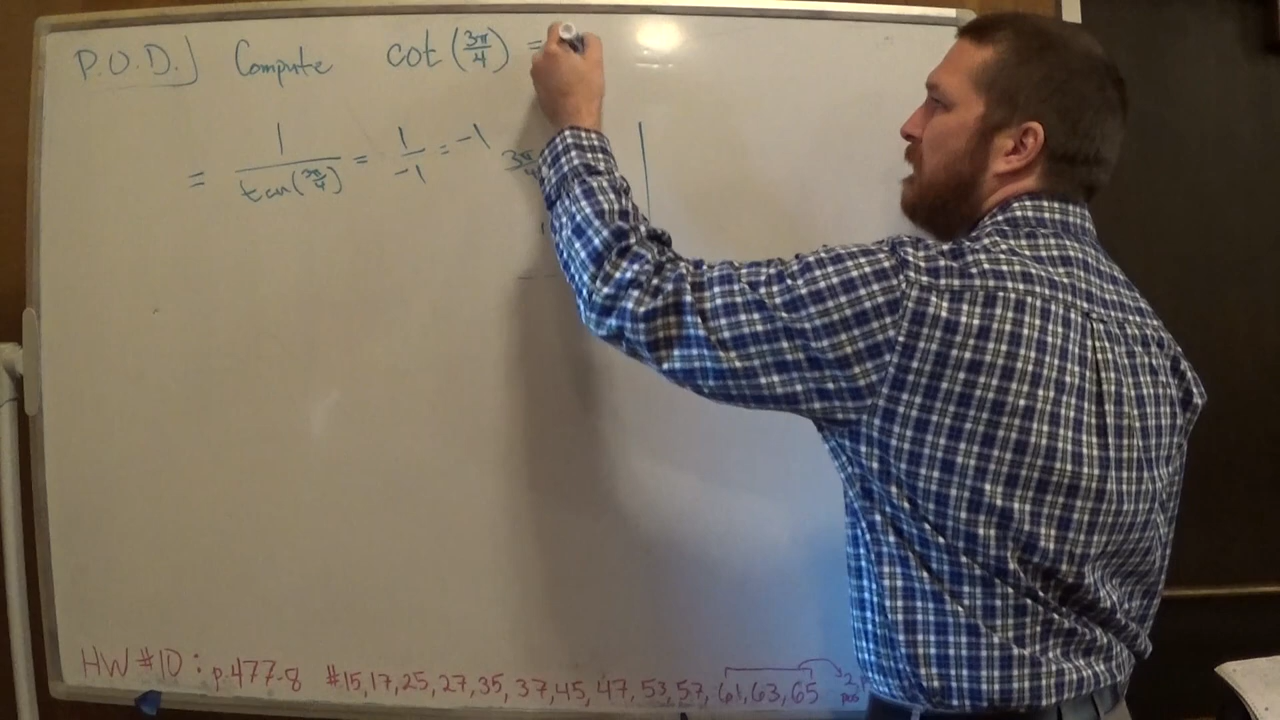 P.O.D.] Compute cot (3π/4) =
= 1/tan(3π/4) = 1/-1 = -1
3π
HW #10: p.477-8 #15,17,25,27,35,37,45,47,53,57,61,63,65